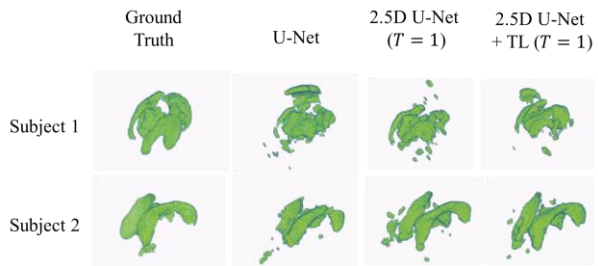 Ground
Truth
U-Net
2.5D U-Net
(T = 1)
2.5D U-Net
+ TL (T = 1)
Subject 1
Subject 2